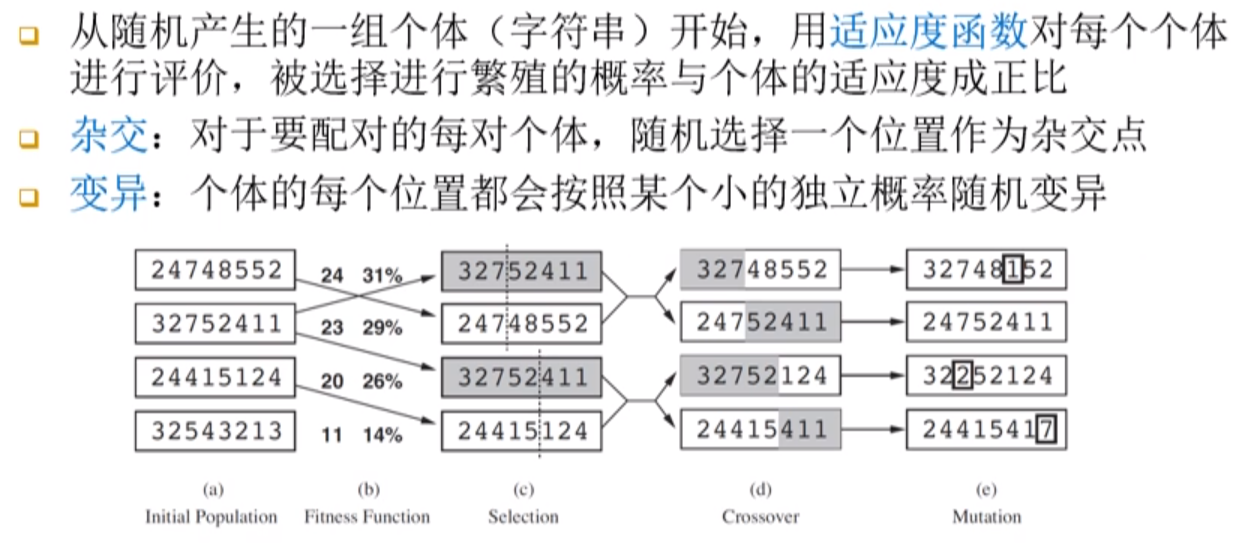 从随机产生的一组个体（字符串）开始，用适应度函数对每个个体
进行评价，被选择进行繁殖的概率与个体的适应度成正比
杂交：对于要配对的每对个体，随机选择一个位置作为杂交点
变异：个体的每个位置都会按照某个小的独立概率随机变异
24748552 24 31% 32752411 32748552 32748152
32752411 23 29% 24748552 24752411 24752411
24415124 20 26% 32752411 32752124 32252124
32543213 11 14% 24415124 24415411 24415417
(a) (b) (c) (d) (e)
Initial Population Fitness Function Selection Crossover Mutation